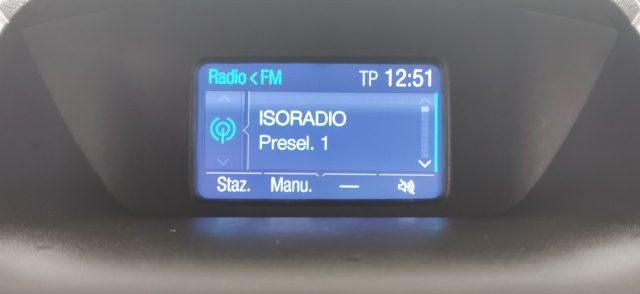 Radio < FM TP 12:51
ISORADIO
Presel. 1
Staz. Manu. —